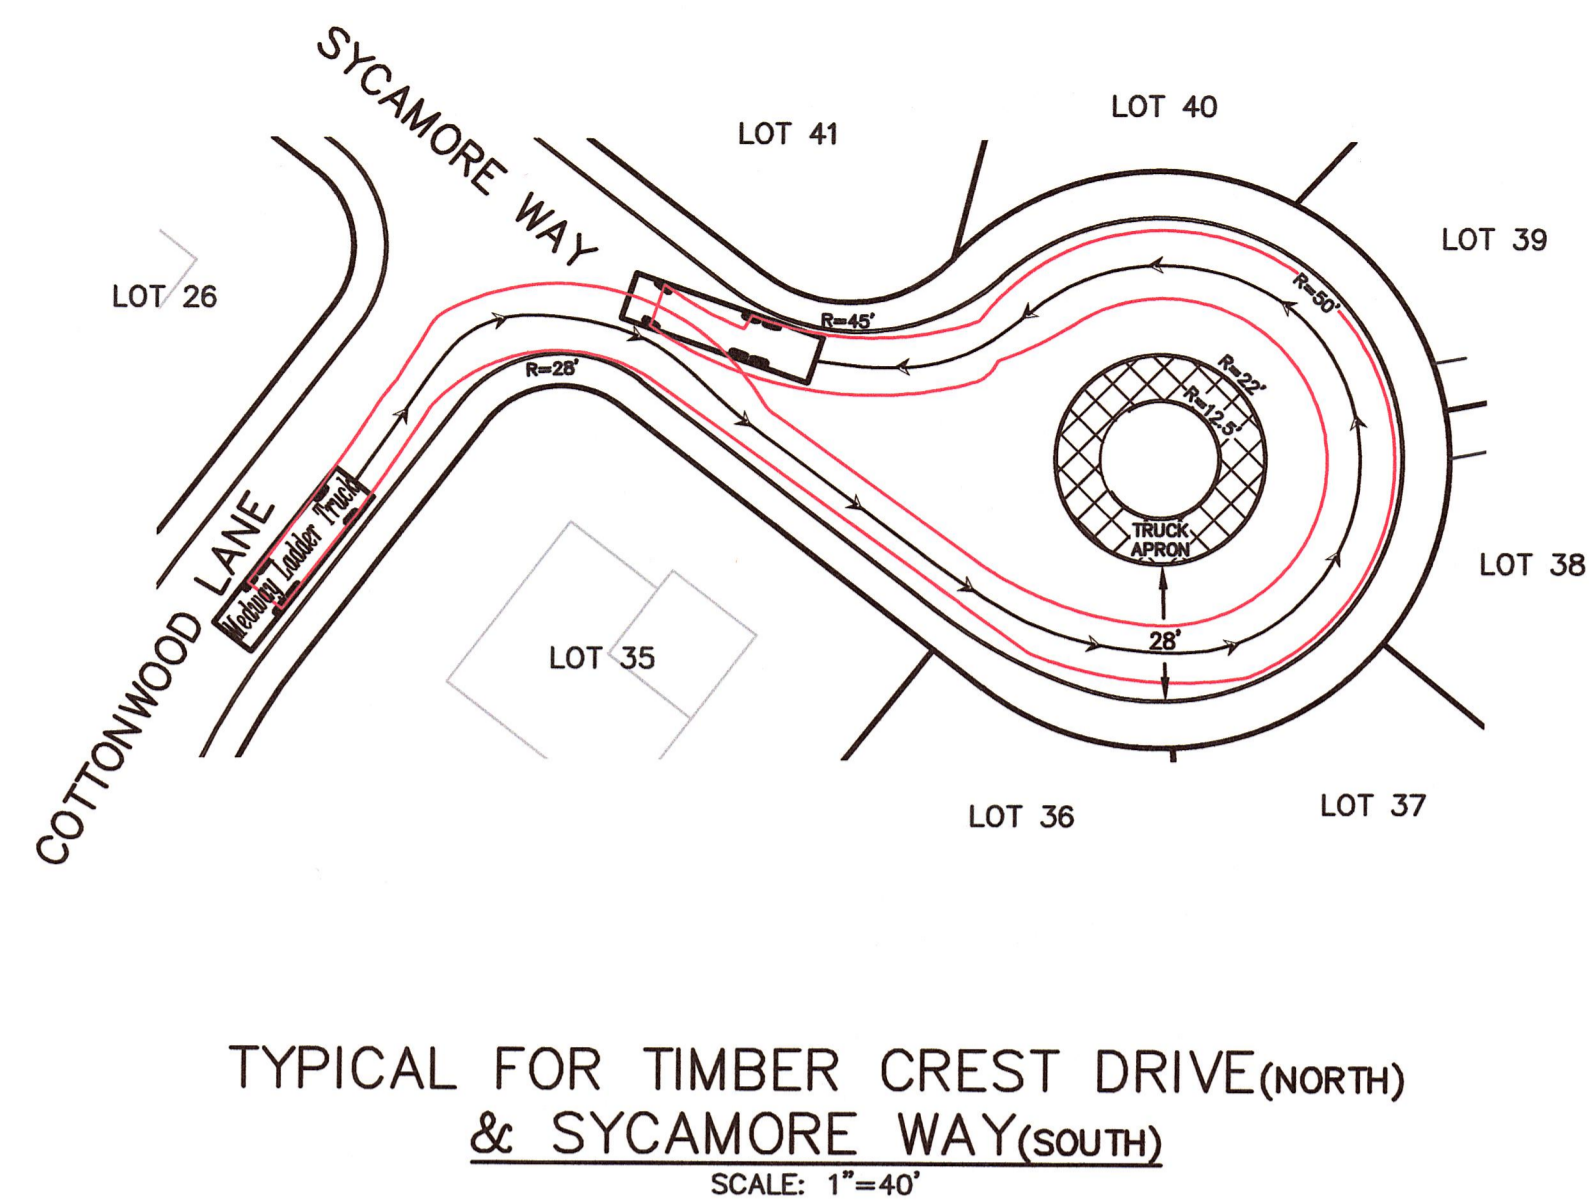 SYCAMORE WAY
LOT 41
LOT 40
LOT 39
LOT 26
R=50'
R=45'
R=28'
R=22'
R=12.5'
TRUCK
APRON
Medway Ladder Truck
COTTONWOOD LANE
28'
LOT 38
LOT 35
LOT 36
LOT 37
TYPICAL FOR TIMBER CREST DRIVE(NORTH)
& SYCAMORE WAY(SOUTH)
SCALE: 1"=40'